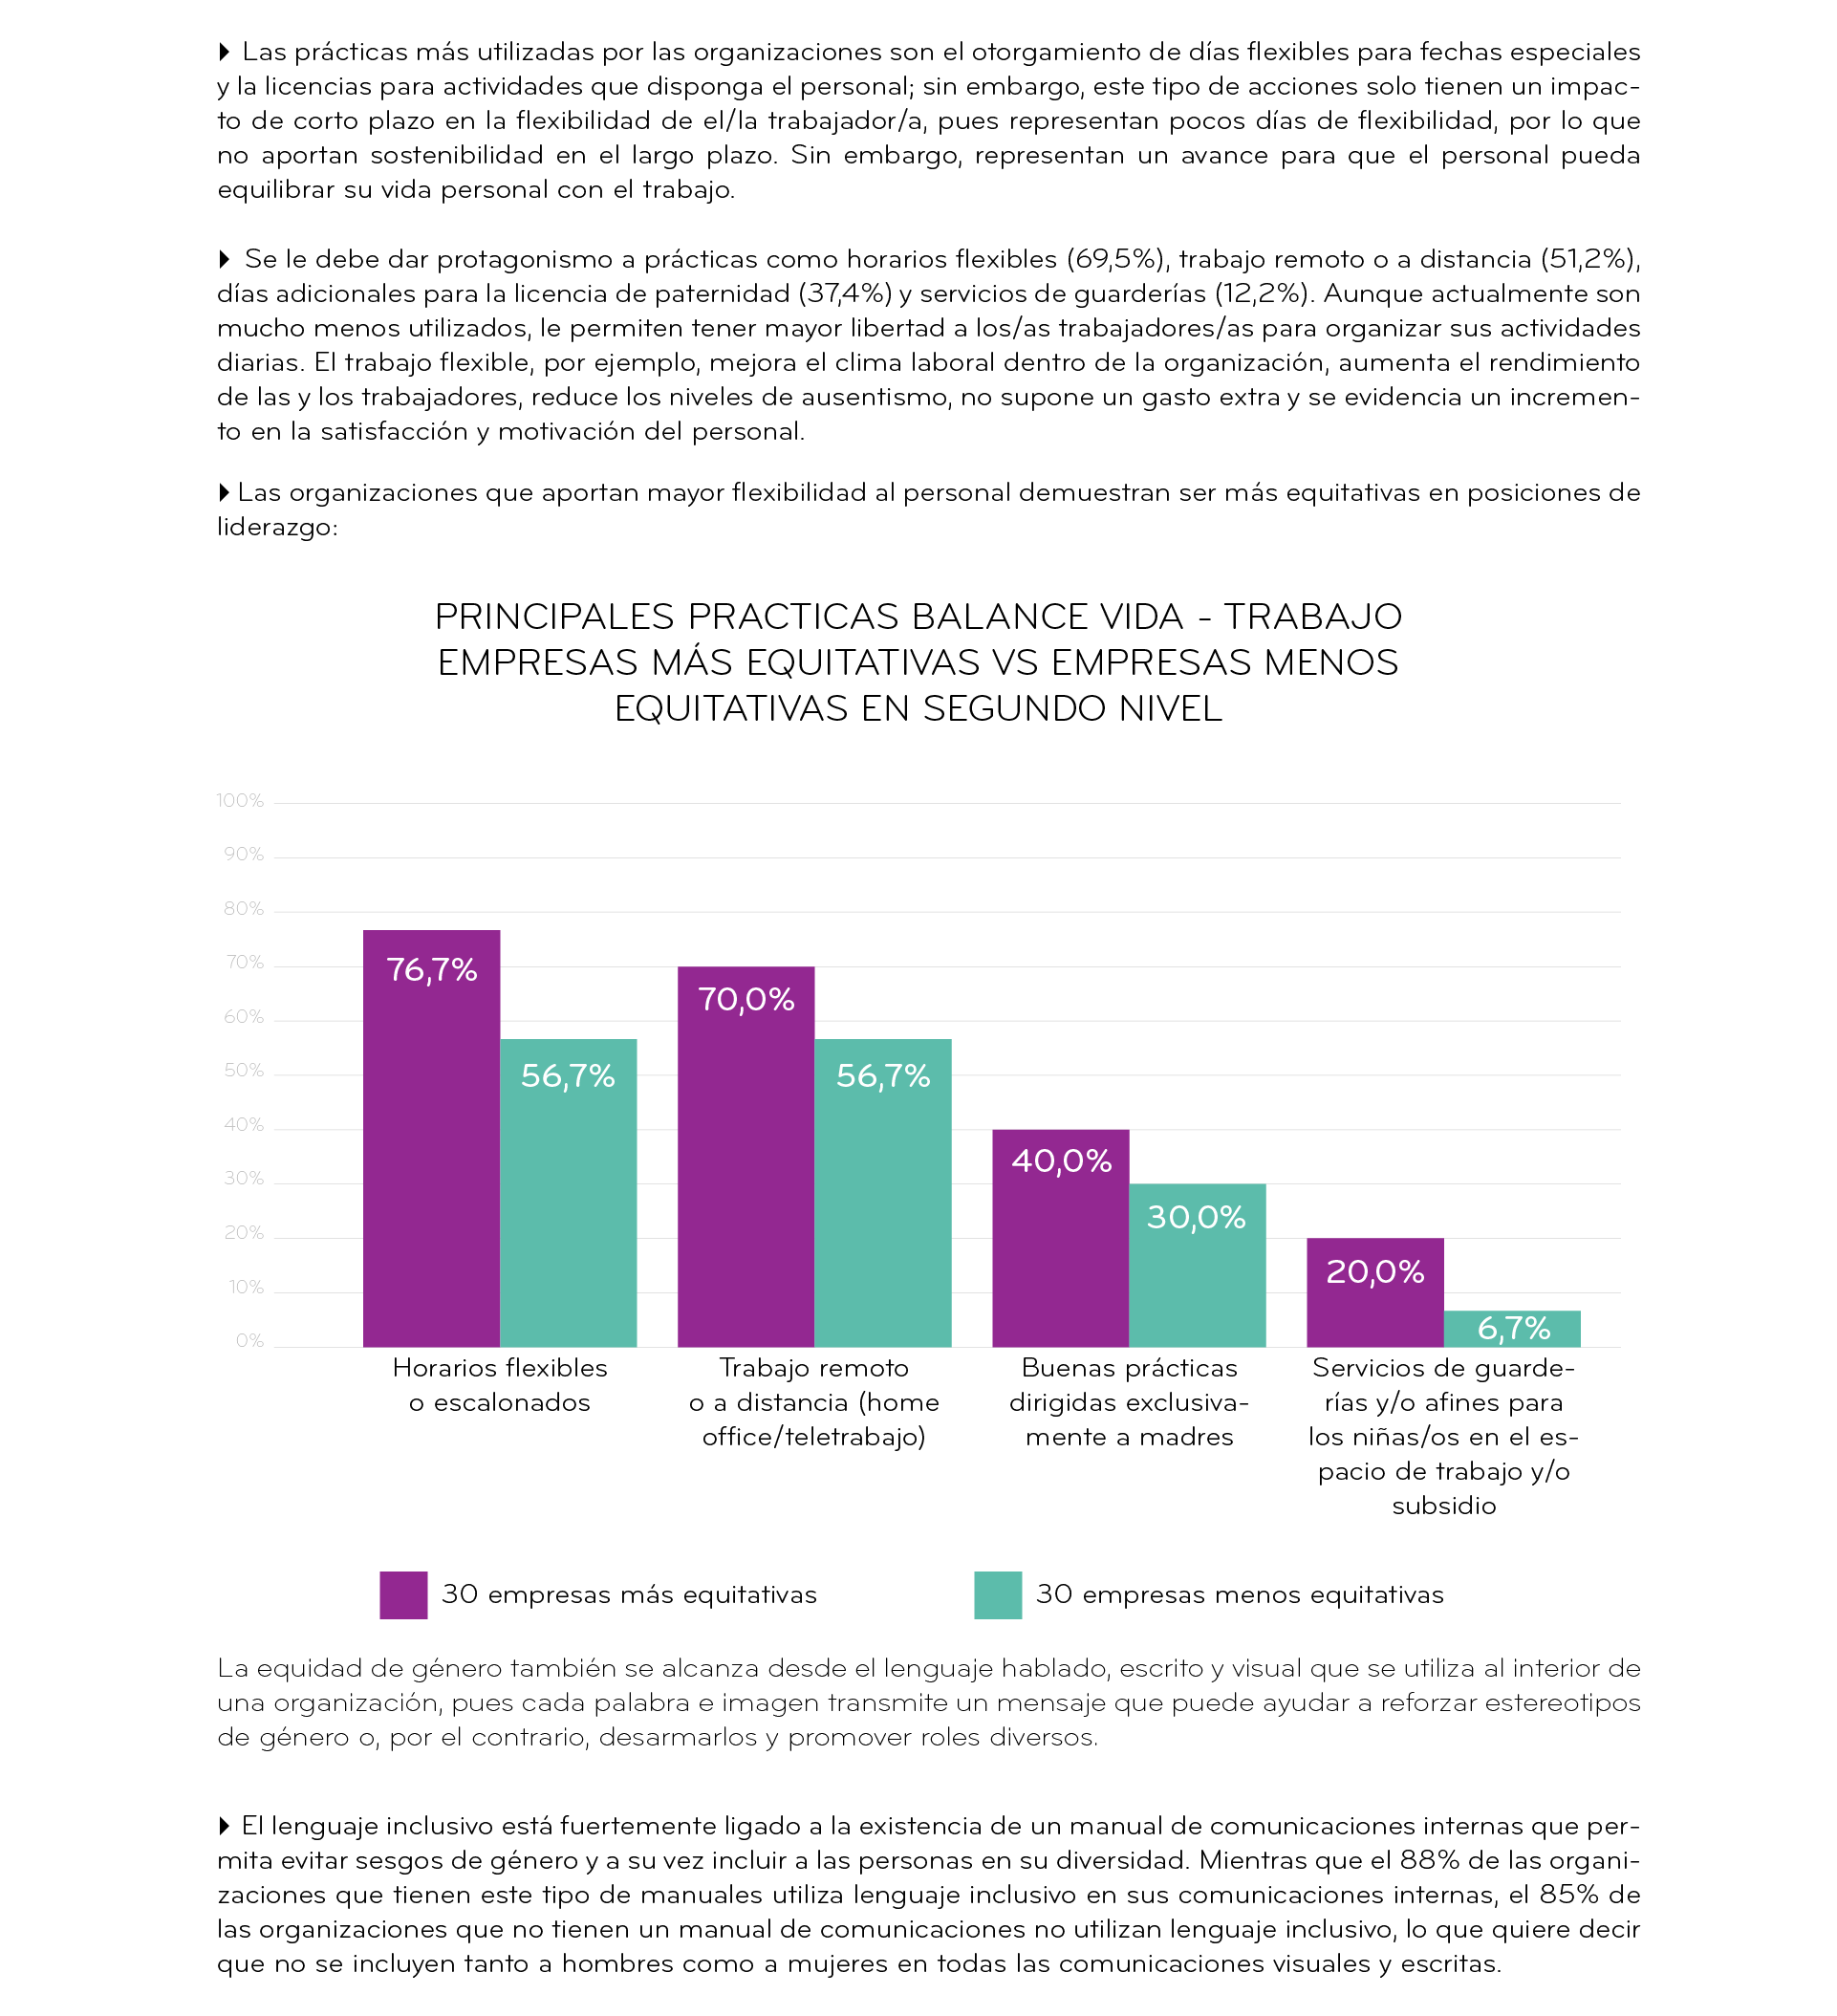 Las prácticas más utilizadas por las organizaciones son el otorgamiento de días flexibles para fechas especiales
y la licencias para actividades que disponga el personal; sin embargo, este tipo de acciones solo tienen un impac-
to de corto plazo en la flexibilidad de el/la trabajador/a, pues representan pocos días de flexibilidad, por lo que
no aportan sostenibilidad en el largo plazo. Sin embargo, representan un avance para que el personal pueda
equilibrar su vida personal con el trabajo.
Se le debe dar protagonismo a prácticas como horarios flexibles (69,5%), trabajo remoto o a distancia (51,2%),
días adicionales para la licencia de paternidad (37,4%) y servicios de guarderías (12,2%). Aunque actualmente son
mucho menos utilizados, le permiten tener mayor libertad a los/as trabajadores/as para organizar sus actividades
diarias. El trabajo flexible, por ejemplo, mejora el clima laboral dentro de la organización, aumenta el rendimiento
de las y los trabajadores, reduce los niveles de ausentismo, no supone un gasto extra y se evidencia un incremen-
to en la satisfacción y motivación del personal.
Las organizaciones que aportan mayor flexibilidad al personal demuestran ser más equitativas en posiciones de
liderazgo:
PRINCIPALES PRACTICAS BALANCE VIDA - TRABAJO
EMPRESAS MÁS EQUITATIVAS VS EMPRESAS MENOS
EQUITATIVAS EN SEGUNDO NIVEL
100%
90%
80%
70%
60%
50%
40%
30%
20%
10%
0%
76,7%
56,7%
70,0%
56,7%
40,0%
30,0%
20,0%
6,7%
Horarios flexibles
o escalonados
Trabajo remoto
o a distancia (home
office/teletrabajo)
Buenas prácticas
dirigidas exclusiva-
mente a madres
Servicios de guarde-
rías y/o afines para
los niñas/os en el es-
pacio de trabajo y/o
subsidio
30 empresas más equitativas
30 empresas menos equitativas
La equidad de género también se alcanza desde el lenguaje hablado, escrito y visual que se utiliza al interior de
una organización, pues cada palabra e imagen transmite un mensaje que puede ayudar a reforzar estereotipos
de género o, por el contrario, desarmarlos y promover roles diversos.
El lenguaje inclusivo está fuertemente ligado a la existencia de un manual de comunicaciones internas que per-
mita evitar sesgos de género y a su vez incluir a las personas en su diversidad. Mientras que el 88% de las organi-
zaciones que tienen este tipo de manuales utiliza lenguaje inclusivo en sus comunicaciones internas, el 85% de
las organizaciones que no tienen un manual de comunicaciones no utilizan lenguaje inclusivo, lo que quiere decir
que no se incluyen tanto a hombres como a mujeres en todas las comunicaciones visuales y escritas.